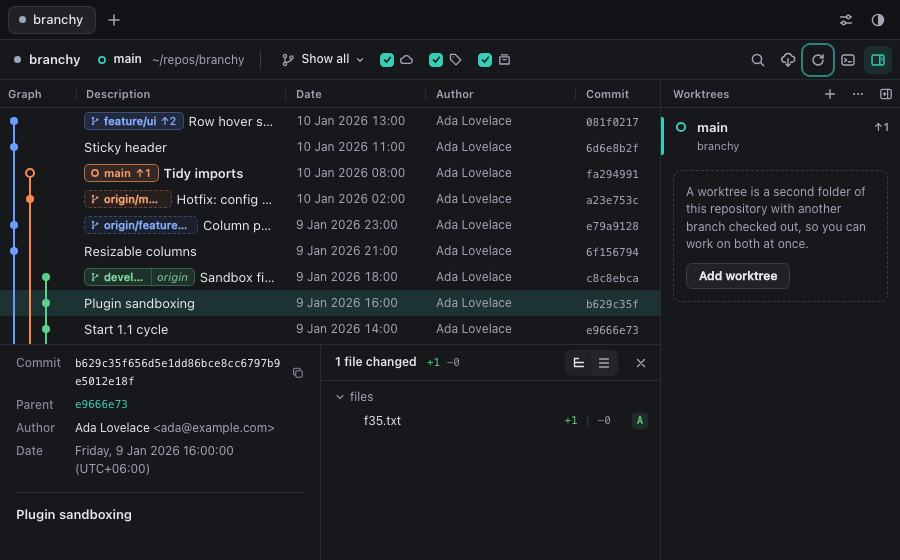 branchy
branchy main ~/repos/branchy Show all
Graph Description Date Author Commit
feature/ui ↑2 Row hover s... 10 Jan 2026 13:00 Ada Lovelace 081f0217
Sticky header 10 Jan 2026 11:00 Ada Lovelace 6d6e8b2f
main ↑1 Tidy imports 10 Jan 2026 08:00 Ada Lovelace fa294991
origin/m... Hotfix: config ... 10 Jan 2026 02:00 Ada Lovelace a23e753c
origin/feature... Column p... 9 Jan 2026 23:00 Ada Lovelace e79a9128
Resizable columns 9 Jan 2026 21:00 Ada Lovelace 6f156794
devel... origin Sandbox fi... 9 Jan 2026 18:00 Ada Lovelace c8c8ebca
Plugin sandboxing 9 Jan 2026 16:00 Ada Lovelace b629c35f
Start 1.1 cycle 9 Jan 2026 14:00 Ada Lovelace e9666e73
Worktrees
main ↑1
branchy
A worktree is a second folder of
this repository with another
branch checked out, so you can
work on both at once.
Add worktree
Commit b629c35f656d5e1dd86bce8cc6797b9
e5012e18f
Parent e9666e73
Author Ada Lovelace <ada@example.com>
Date Friday, 9 Jan 2026 16:00:00
(UTC+06:00)
Plugin sandboxing
1 file changed +1 −0
files
f35.txt +1 −0 A